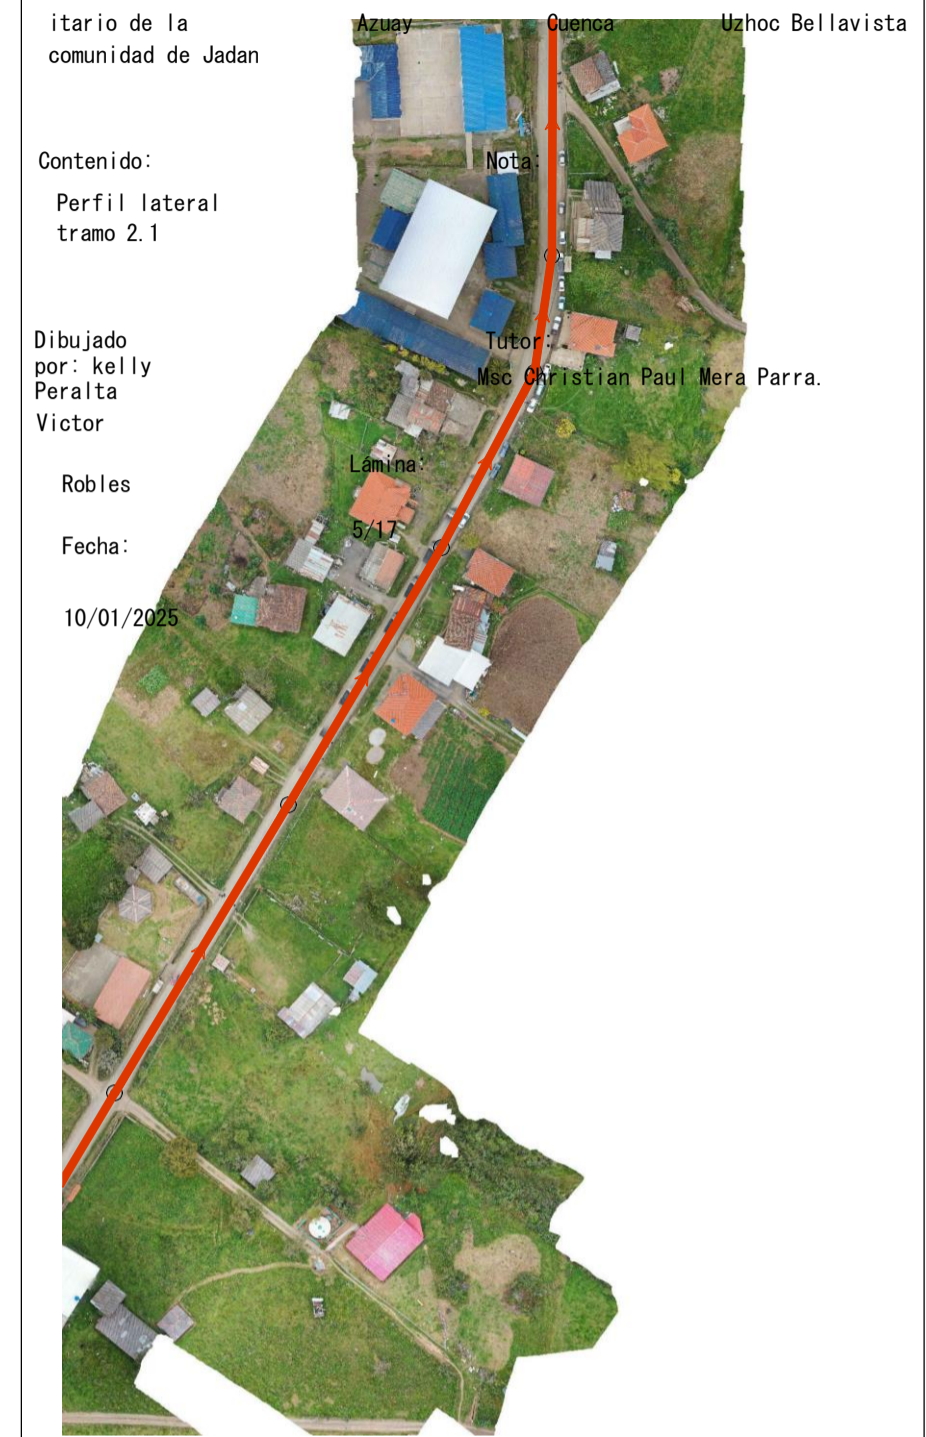 itario de la
comunidad de Jadan
Azuay
Cuenca
Uzhoc Bellavista
Contenido:
Perfil lateral
tramo 2.1
Nota:
Dibujado
por: kelly
Peralta
Victor
Robles
Tutor:
Msc Christian Paul Mera Parra.
Lámina:
5/17
Fecha:
10/01/2025